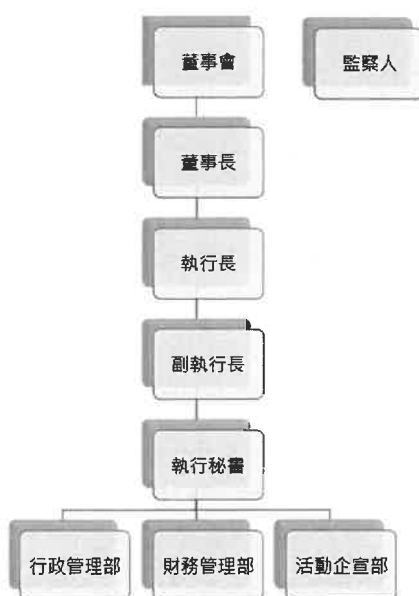 董事會
監察人
董事長
執行長
副執行長
執行秘書
行政管理部
財務管理部
活動企宣部